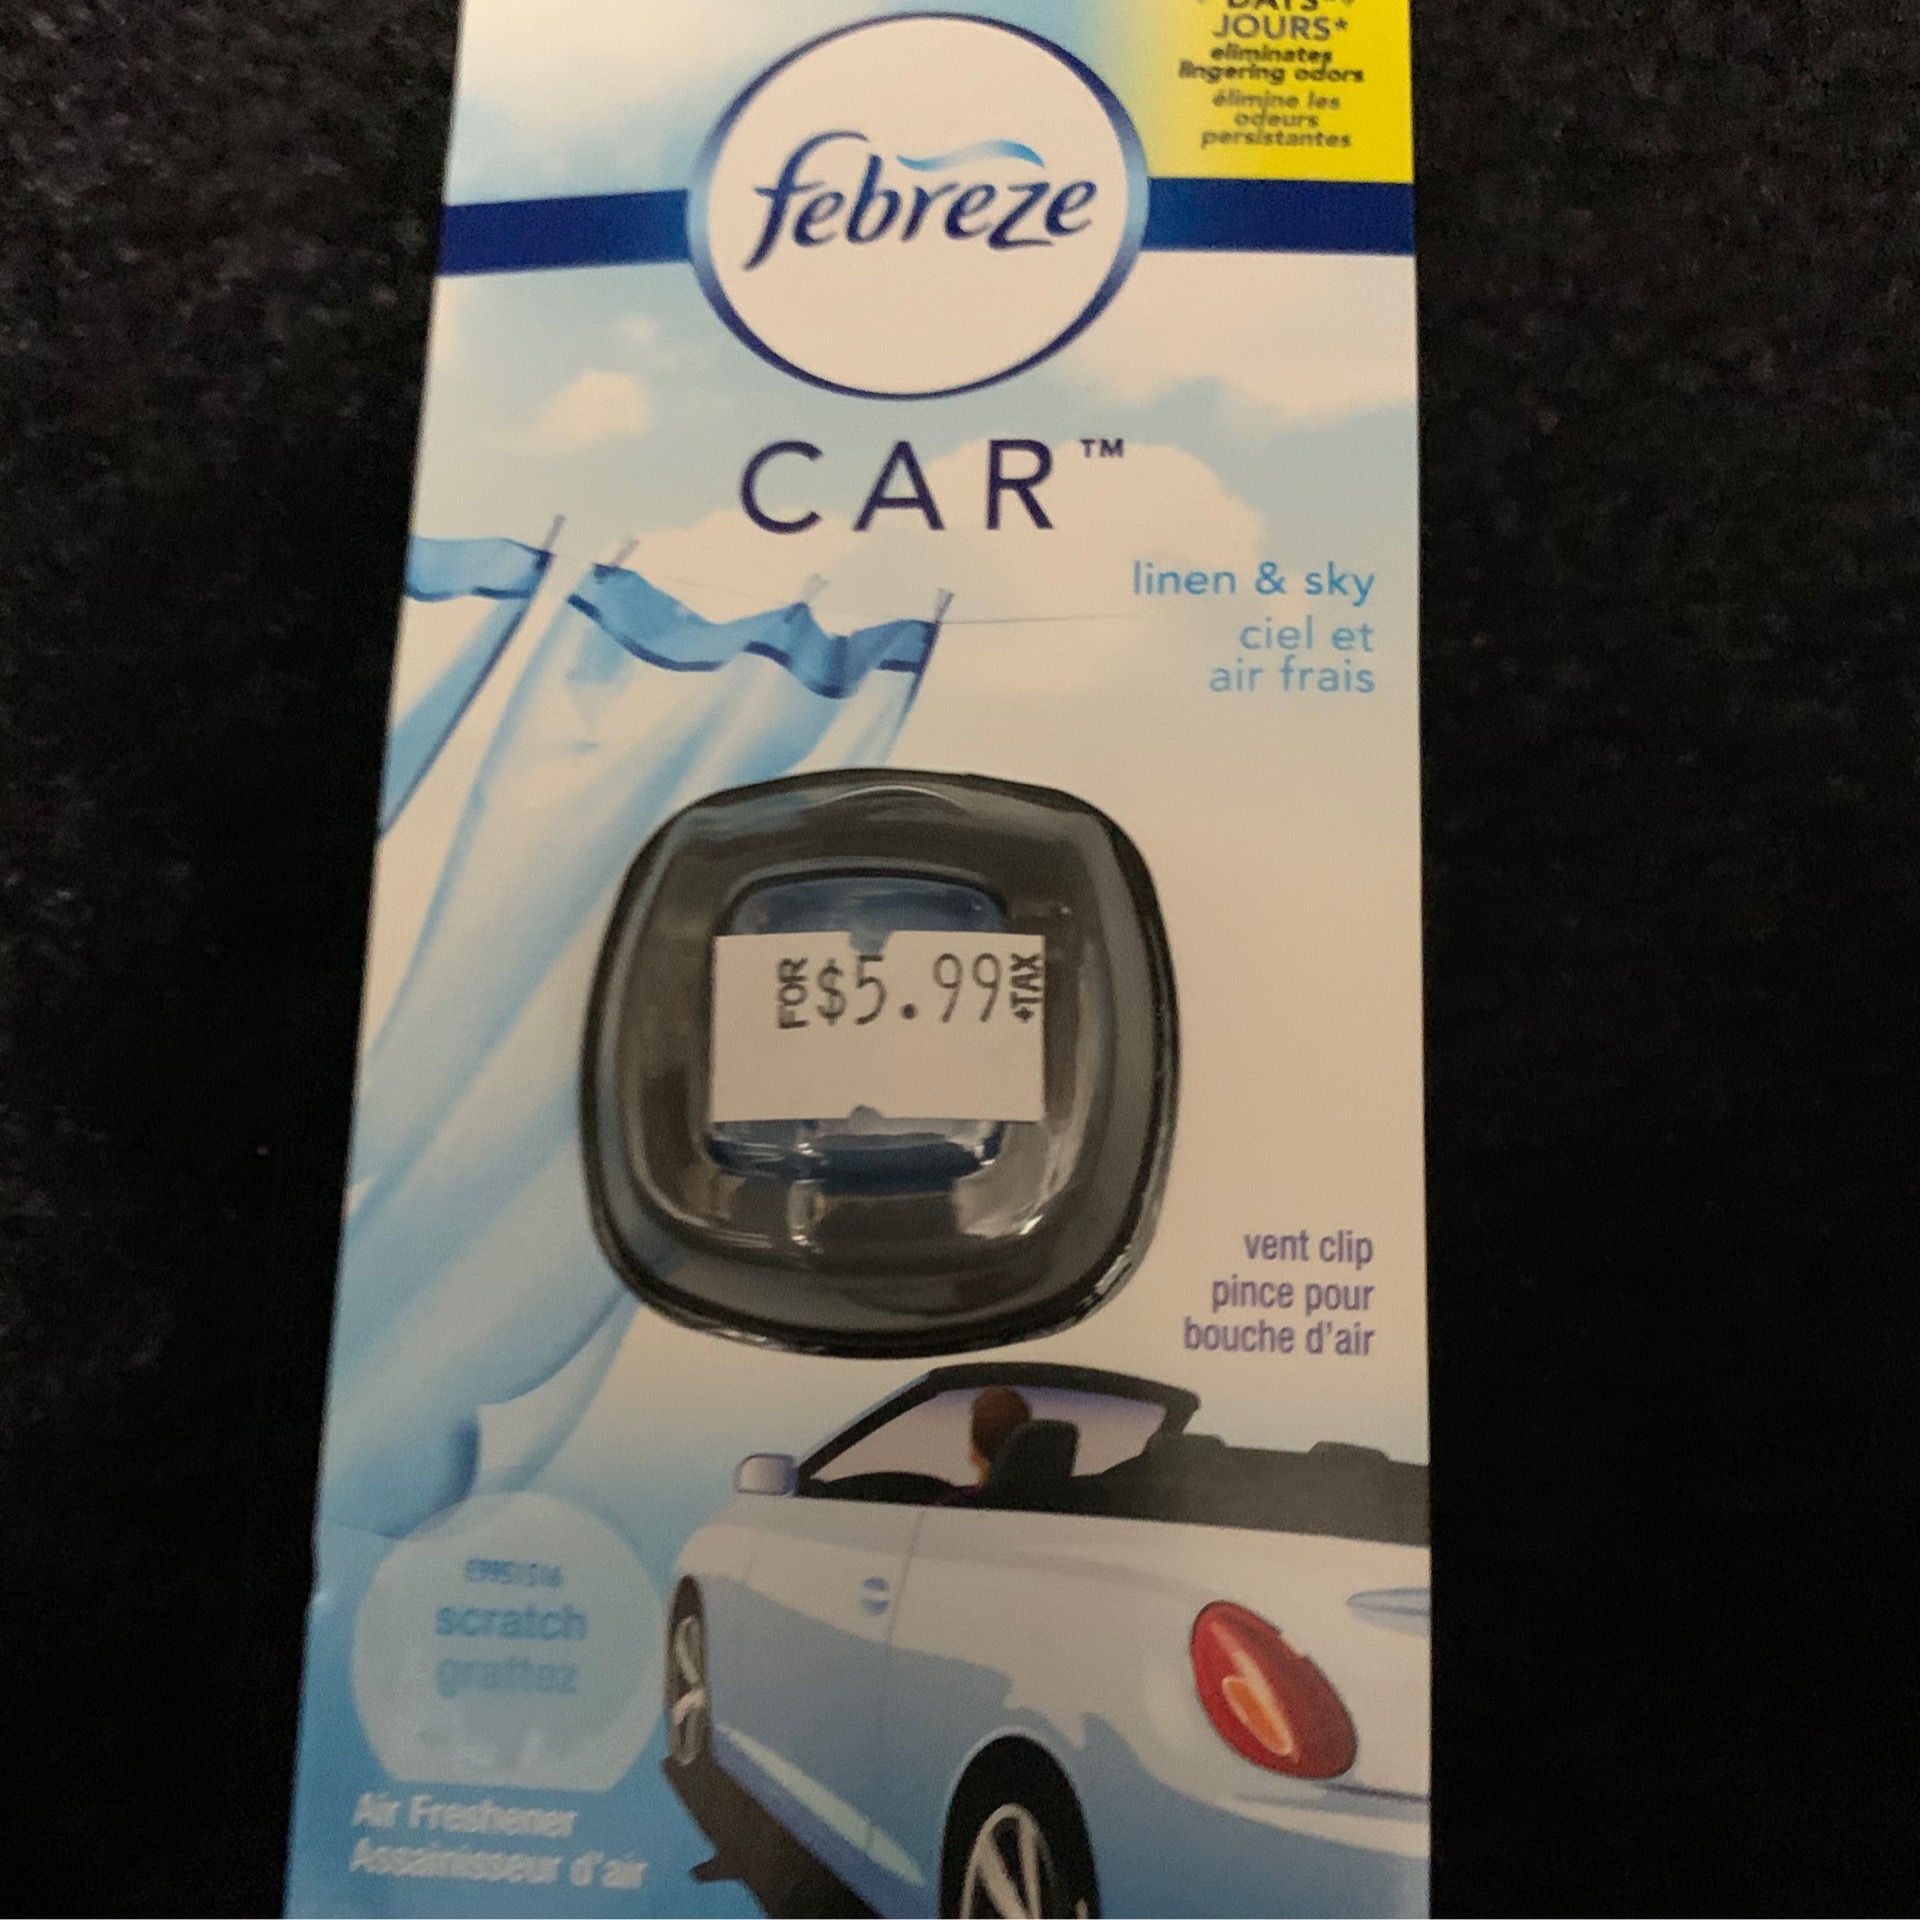 DAYS
JOURS*
eliminates
lingering odors
élimine les
odeurs
persistantes
febreze
CAR™
linen & sky
ciel et
air frais
FOR $5.99 +TAX
vent clip
pince pour
bouche d'air
scratch
grattez
Air Freshener
Assainisseur d'air